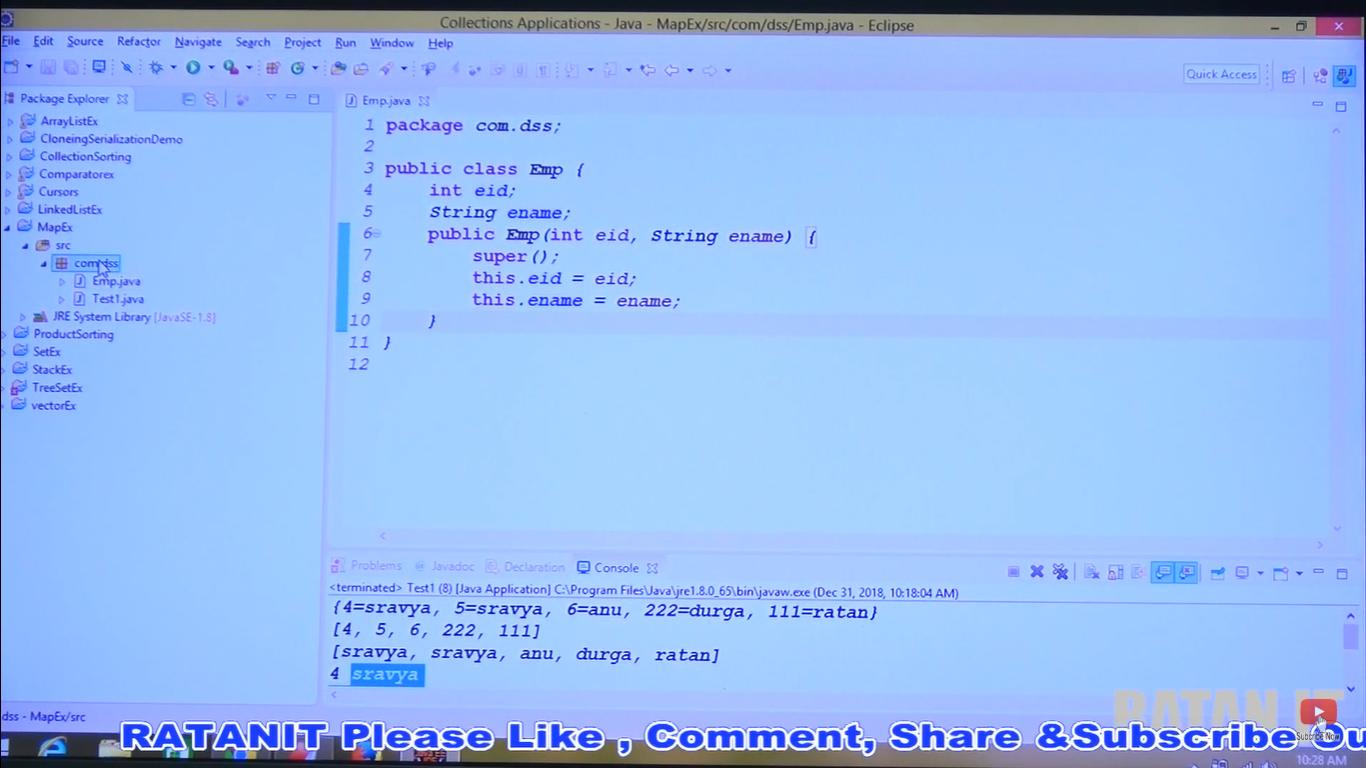 Collections Applications - Java - MapEx/src/com/dss/Emp.java - Eclipse
File Edit Source Refactor Navigate Search Project Run Window Help
Quick Access
Package Explorer
ArrayListEx
CloneingSerializationDemo
CollectionSorting
Comparatorex
Cursors
LinkedListEx
MapEx
src
com.dss
Emp.java
Test1.java
JRE System Library [JavaSE-1.8]
ProductSorting
SetEx
StackEx
TreeSetEx
vectorEx
Emp.java
1 package com.dss;
2
3 public class Emp {
4 int eid;
5 String ename;
6 public Emp(int eid, String ename) {
7 super();
8 this.eid = eid;
9 this.ename = ename;
10 }
11 }
12
Problems @ Javadoc Declaration Console
<terminated> Test1 (8) [Java Application] C:\Program Files\Java\jre1.8.0_65\bin\javaw.exe (Dec 31, 2018, 10:18:04 AM)
{4=sravya, 5=sravya, 6=anu, 222=durga, 111=ratan}
[4, 5, 6, 222, 111]
[sravya, sravya, anu, durga, ratan]
4 sravya
dss - MapEx/src
RATAN IT
Subscribe Now
RATANIT Please Like , Comment, Share &Subscribe Ou
10:28 AM